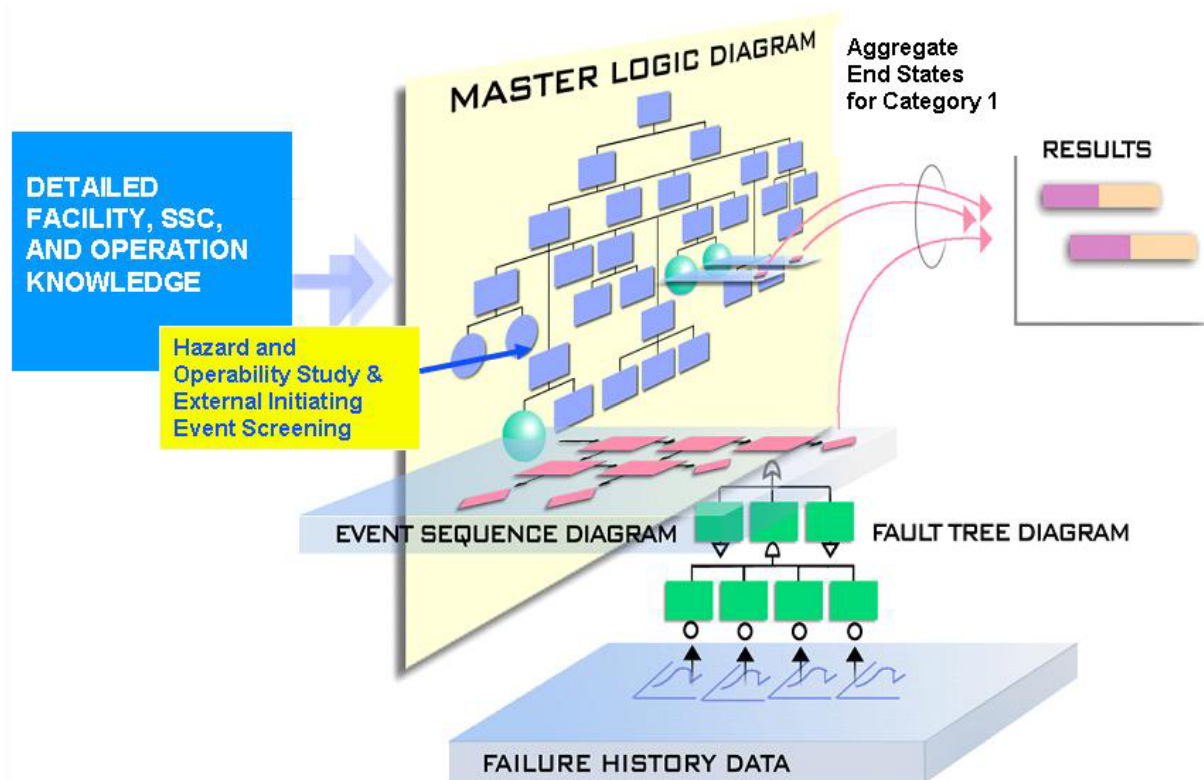 MASTER LOGIC DIAGRAM
Aggregate
End States
for Category 1
DETAILED
FACILITY, SSC,
AND OPERATION
KNOWLEDGE
RESULTS
Hazard and
Operability Study &
External Initiating
Event Screening
EVENT SEQUENCE DIAGRAM
FAULT TREE DIAGRAM
FAILURE HISTORY DATA